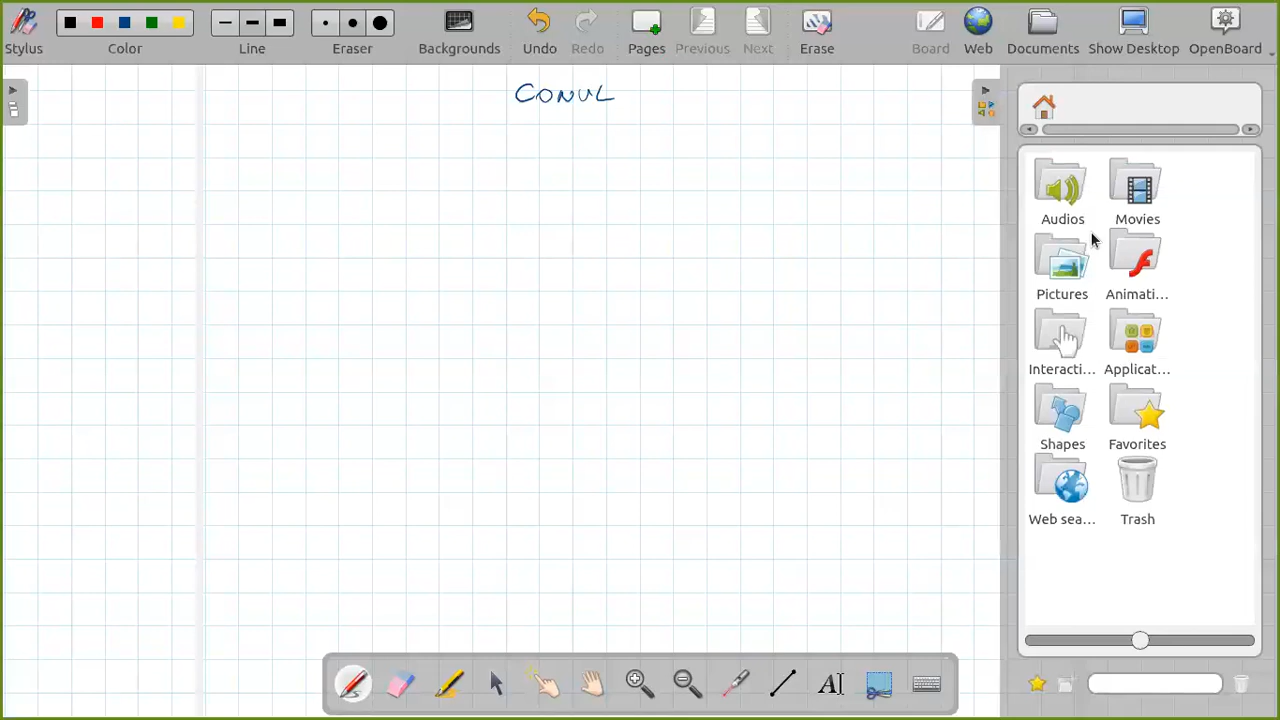 Stylus Color Line Eraser Backgrounds Undo Redo Pages Previous Next Erase Board Web Documents Show Desktop OpenBoard
CONUL
Audios Movies
Pictures Animati...
Interacti... Applicat...
Shapes Favorites
Web sea... Trash
AI